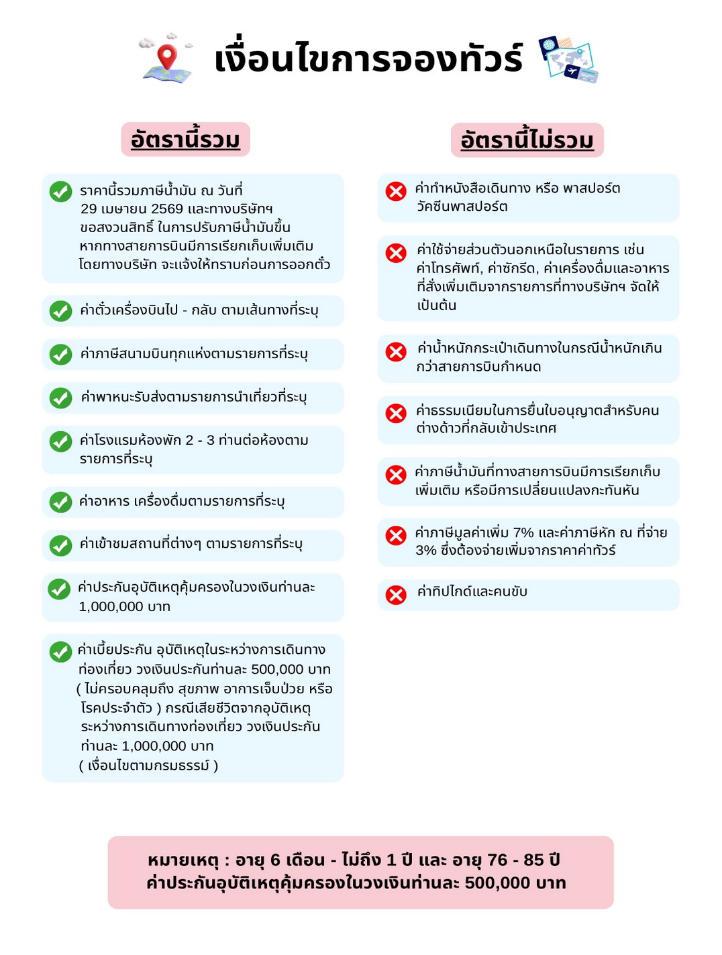 เงื่อนไขการจองทัวร์
อัตรานี้รวม
ราคานี้รวมภาษีน้ำมัน ณ วันที่
29 เมษายน 2569 และทางบริษัทฯ
ขอสงวนสิทธิ์ ในการปรับภาษีน้ำมันขึ้น
หากทางสายการบินมีการเรียกเก็บเพิ่มเติม
โดยทางบริษัท จะแจ้งให้ทราบก่อนการออกตั๋ว
ค่าตั๋วเครื่องบินไป - กลับ ตามเส้นทางที่ระบุ
ค่าภาษีสนามบินทุกแห่งตามรายการที่ระบุ
ค่าพาหนะรับส่งตามรายการนำเที่ยวที่ระบุ
ค่าโรงแรมห้องพัก 2 - 3 ท่านต่อห้องตาม
รายการที่ระบุ
ค่าอาหาร เครื่องดื่มตามรายการที่ระบุ
ค่าเข้าชมสถานที่ต่างๆ ตามรายการที่ระบุ
ค่าประกันอุบัติเหตุคุ้มครองในวงเงินท่านละ
1,000,000 บาท
ค่าเบี้ยประกัน อุบัติเหตุในระหว่างการเดินทาง
ท่องเที่ยว วงเงินประกันท่านละ 500,000 บาท
( ไม่ครอบคลุมถึง สุขภาพ อาการเจ็บป่วย หรือ
โรคประจำตัว ) กรณีเสียชีวิตจากอุบัติเหตุ
ระหว่างการเดินทางท่องเที่ยว วงเงินประกัน
ท่านละ 1,000,000 บาท
( เงื่อนไขตามกรมธรรม์ )
อัตรานี้ไม่รวม
ค่าทำหนังสือเดินทาง หรือ พาสปอร์ต
วัคซีนพาสปอร์ต
ค่าใช้จ่ายส่วนตัวนอกเหนือในรายการ เช่น
ค่าโทรศัพท์, ค่าซักรีด, ค่าเครื่องดื่มและอาหาร
ที่สั่งเพิ่มเติมจากรายการที่ทางบริษัทฯ จัดให้
เป็นต้น
ค่าน้ำหนักกระเป๋าเดินทางในกรณีน้ำหนักเกิน
กว่าสายการบินกำหนด
ค่าธรรมเนียมในการยื่นใบอนุญาตสำหรับคน
ต่างด้าวที่กลับเข้าประเทศ
ค่าภาษีน้ำมันที่ทางสายการบินมีการเรียกเก็บ
เพิ่มเติม หรือมีการเปลี่ยนแปลงกะทันหัน
ค่าภาษีมูลค่าเพิ่ม 7% และค่าภาษีหัก ณ ที่จ่าย
3% ซึ่งต้องจ่ายเพิ่มจากราคาค่าทัวร์
ค่าทิปไกด์และคนขับ
หมายเหตุ : อายุ 6 เดือน - ไม่ถึง 1 ปี และ อายุ 76 - 85 ปี
ค่าประกันอุบัติเหตุคุ้มครองในวงเงินท่านละ 500,000 บาท